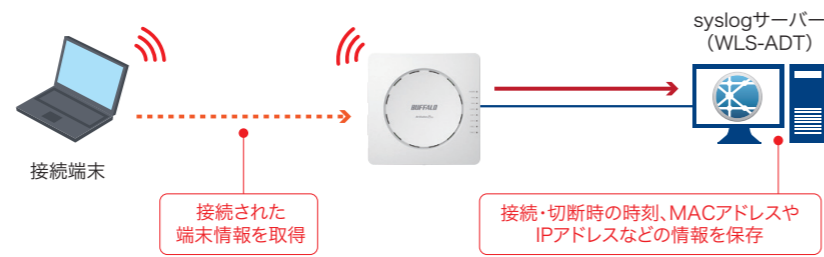 syslogサーバー
（WLS-ADT）
BUFFALO
接続端末
接続された
端末情報を取得
接続・切断時の時刻、MACアドレスや
IPアドレスなどの情報を保存